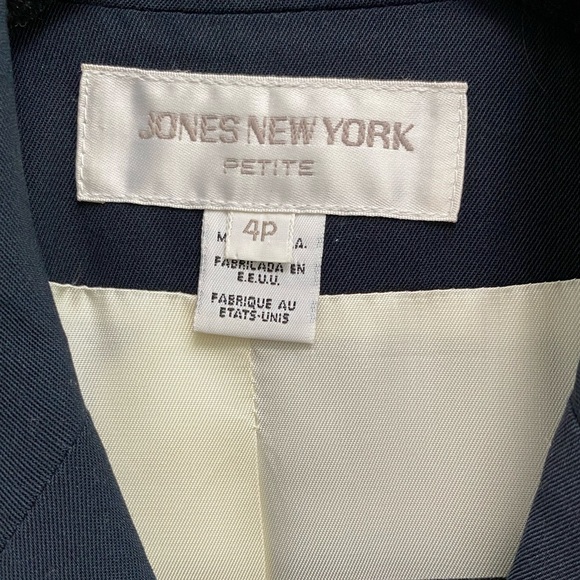 JONES NEW YORK
PETITE
4P
M A.
FABRICADA EN
E.E.U.U.
FABRIQUE AU
ETATS-UNIS